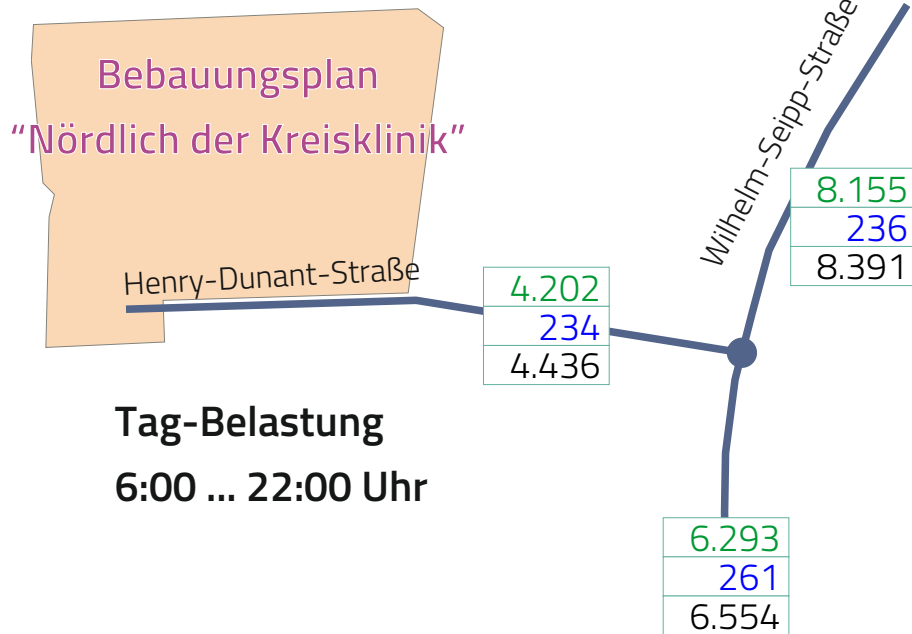 Bebauungsplan
“Nördlich der Kreisklinik”
Wilhelm-Seipp-Straße
8.155
236
8.391
Henry-Dunant-Straße
4.202
234
4.436
Tag-Belastung
6:00 ... 22:00 Uhr
6.293
261
6.554